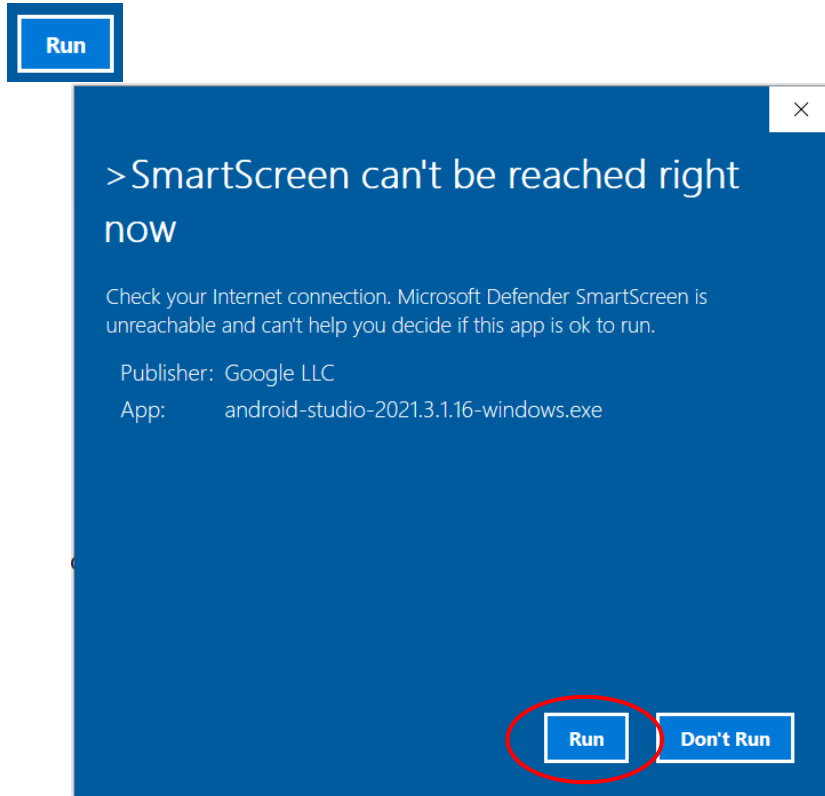 Run
>SmartScreen can't be reached right
now
Check your Internet connection. Microsoft Defender SmartScreen is
unreachable and can't help you decide if this app is ok to run.
Publisher: Google LLC
App: android-studio-2021.3.1.16-windows.exe
Run Don't Run